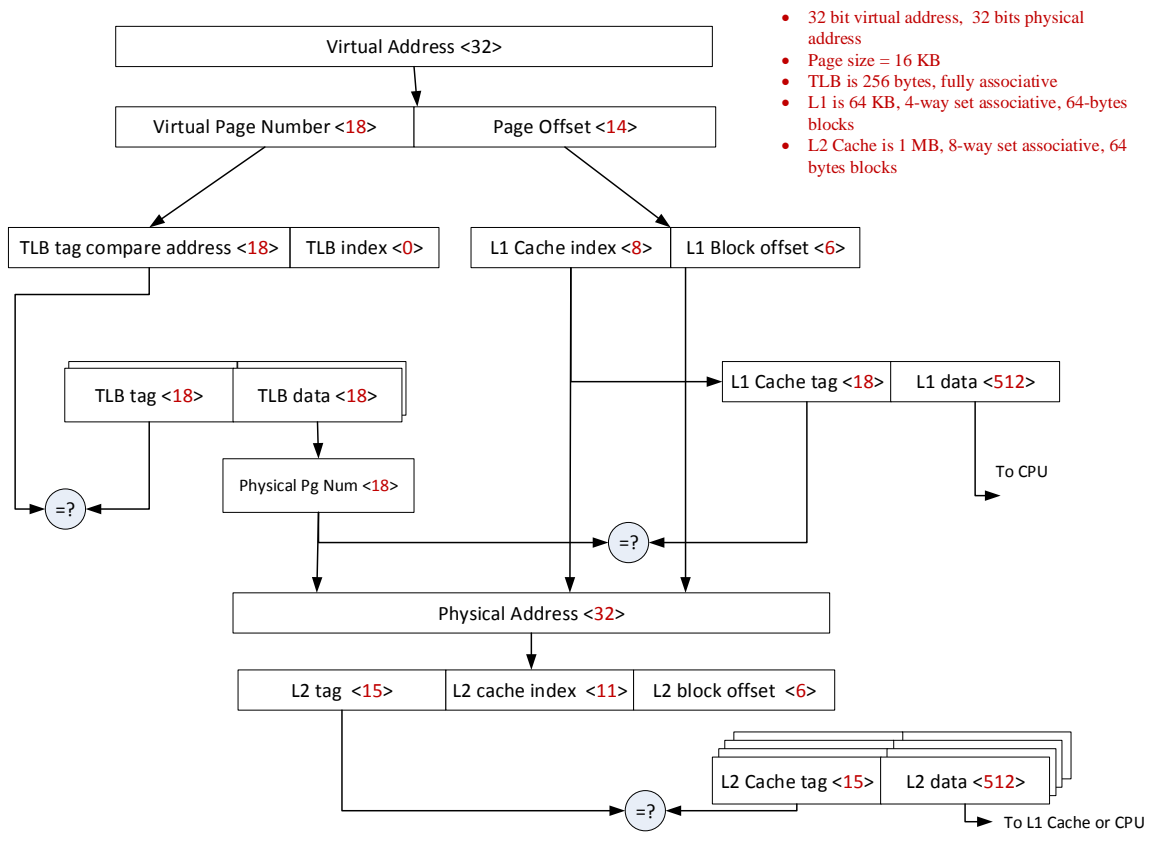 • 32 bit virtual address, 32 bits physical
address
• Page size = 16 KB
• TLB is 256 bytes, fully associative
• L1 is 64 KB, 4-way set associative, 64-bytes
blocks
• L2 Cache is 1 MB, 8-way set associative, 64
bytes blocks
Virtual Address <32>
Virtual Page Number <18>
Page Offset <14>
TLB tag compare address <18>
TLB index <0>
L1 Cache index <8>
L1 Block offset <6>
TLB tag <18>
TLB data <18>
L1 Cache tag <18>
L1 data <512>
To CPU
Physical Pg Num <18>
=?
=?
Physical Address <32>
L2 tag <15>
L2 cache index <11>
L2 block offset <6>
L2 Cache tag <15>
L2 data <512>
=?
To L1 Cache or CPU